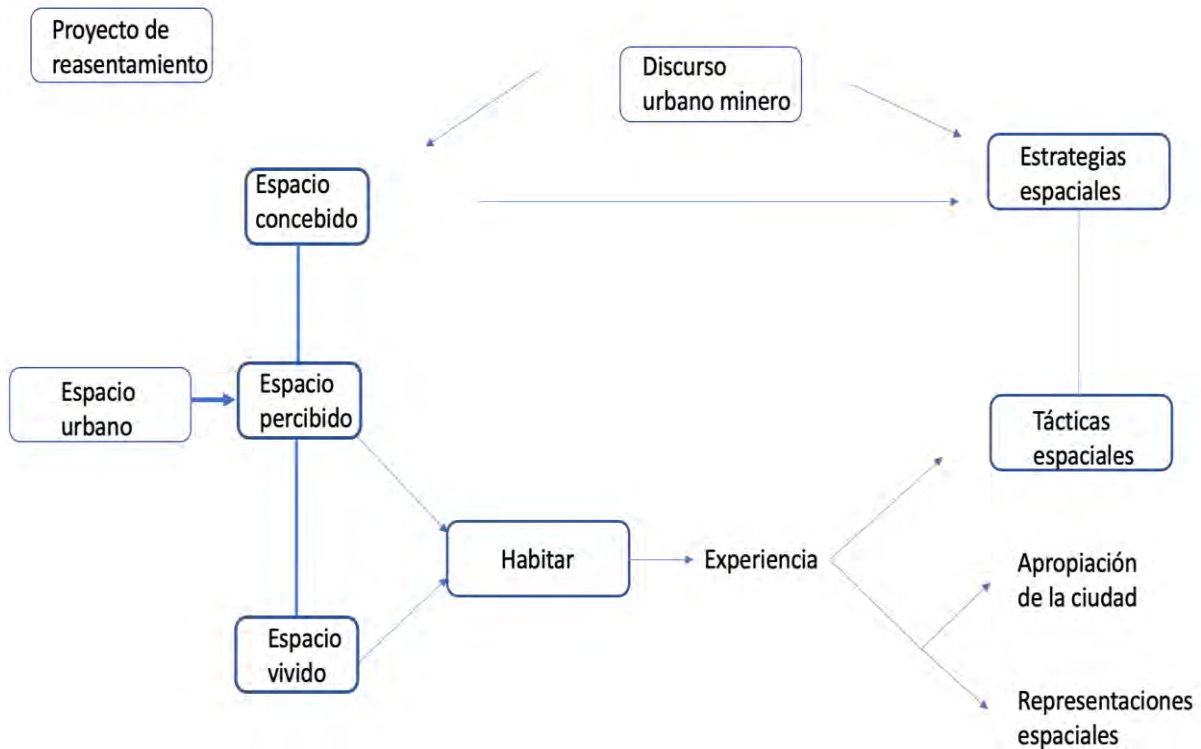 Proyecto de
reasentamiento
Discurso
urbano minero
Estrategias
espaciales
Espacio
concebido
Espacio
urbano
Espacio
percibido
Tácticas
espaciales
Habitar
Experiencia
Apropiación
de la ciudad
Espacio
vivido
Representaciones
espaciales